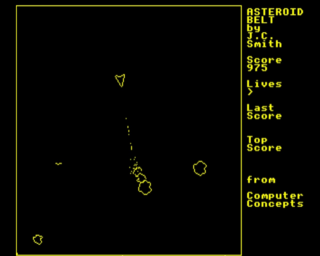 ASTEROID
BELT
by
J.C.
Smith
Score
975
Lives
>
Last
Score
Top
Score
from
Computer
Concepts